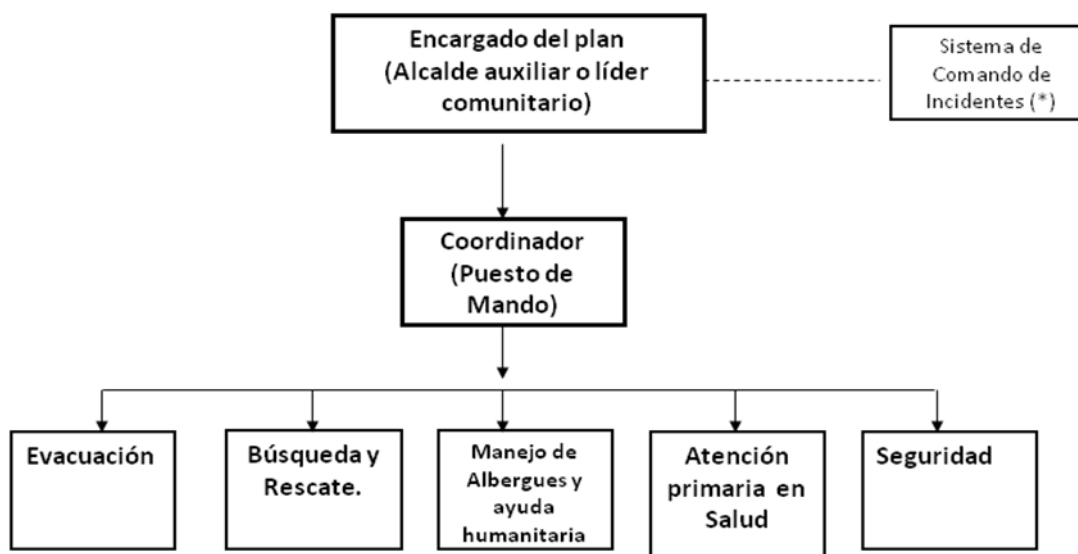 Encargado del plan
(Alcalde auxiliar o líder
comunitario)
Sistema de
Comando de
Incidentes (*)
Coordinador
(Puesto de
Mando)
Evacuación
Búsqueda y
Rescate.
Manejo de
Albergues y
ayuda
humanitaria
Atención
primaria en
Salud
Seguridad